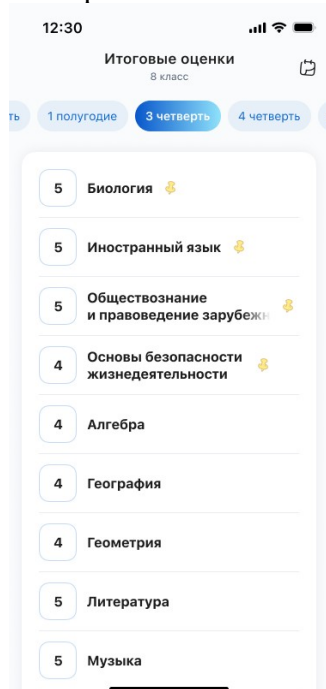 12:30
Итоговые оценки
8 класс
ть 1 полугодие 3 четверть 4 четверть
5 Биология
5 Иностранный язык
5 Обществознание
и правоведение зарубежн
4 Основы безопасности
жизнедеятельности
4 Алгебра
4 География
4 Геометрия
5 Литература
5 Музыка